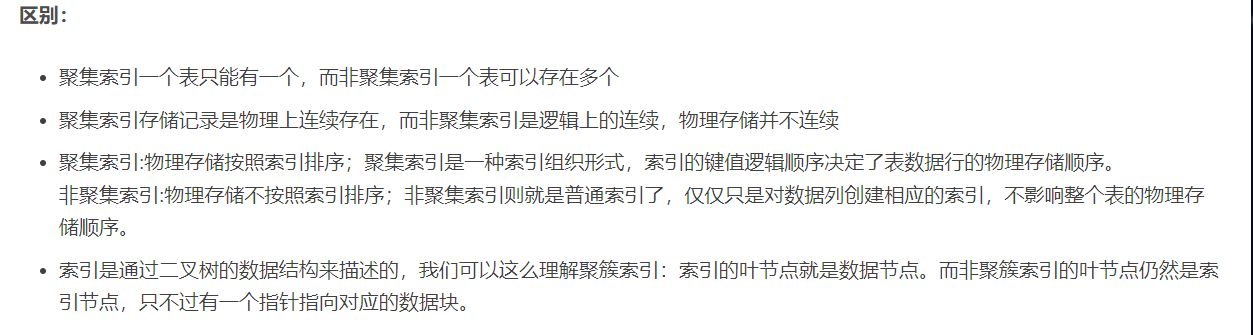 区别：
聚集索引一个表只能有一个，而非聚集索引一个表可以存在多个
聚集索引存储记录是物理上连续存在，而非聚集索引是逻辑上的连续，物理存储并不连续
聚集索引:物理存储按照索引排序；聚集索引是一种索引组织形式，索引的键值逻辑顺序决定了表数据行的物理存储顺序。
非聚集索引:物理存储不按照索引排序；非聚集索引则就是普通索引了，仅仅只是对数据列创建相应的索引，不影响整个表的物理存
储顺序。
索引是通过二叉树的数据结构来描述的，我们可以这么理解聚簇索引：索引的叶节点就是数据节点。而非聚簇索引的叶节点仍然是索
引节点，只不过有一个指针指向对应的数据块。